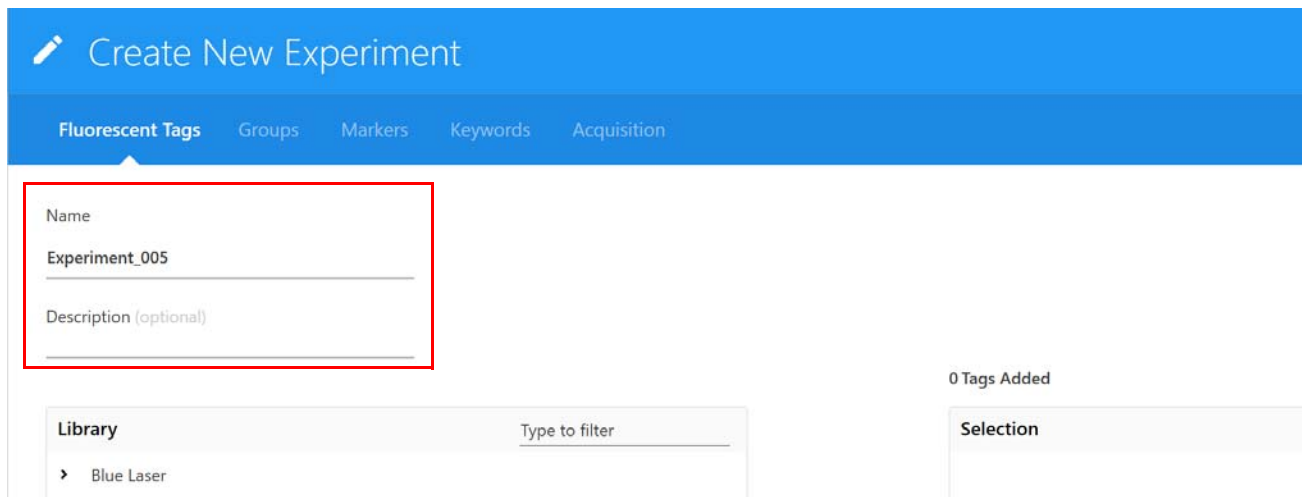 Create New Experiment
Fluorescent Tags Groups Markers Keywords Acquisition
Name
Experiment_005
Description (optional)
0 Tags Added
Library Type to filter
Selection
Blue Laser